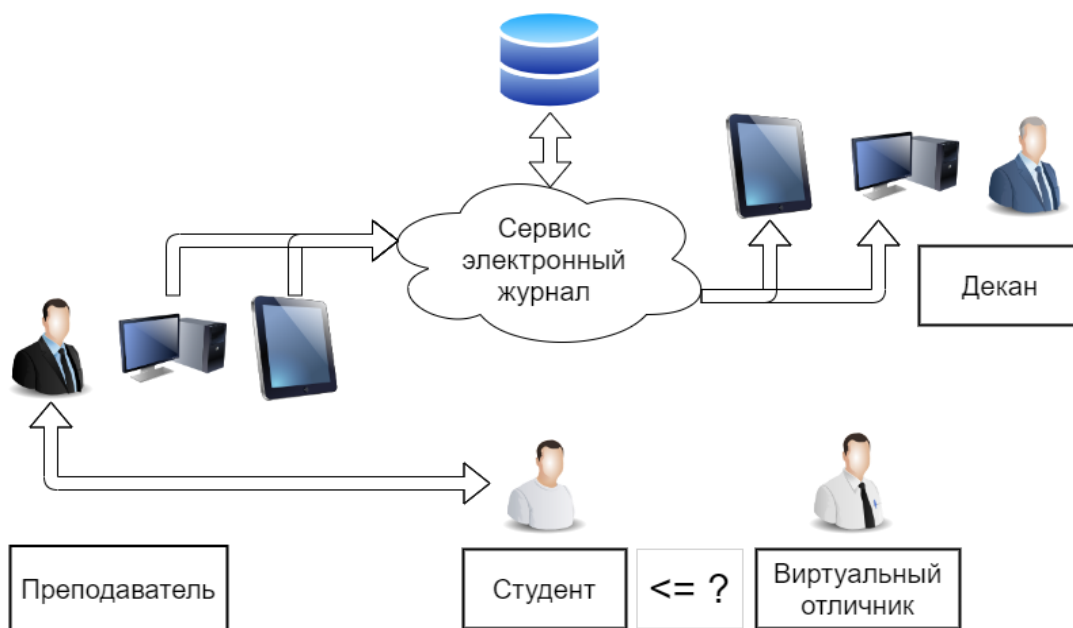 Сервис
электронный
журнал
Декан
Преподаватель
Студент
<= ?
Виртуальный
отличник